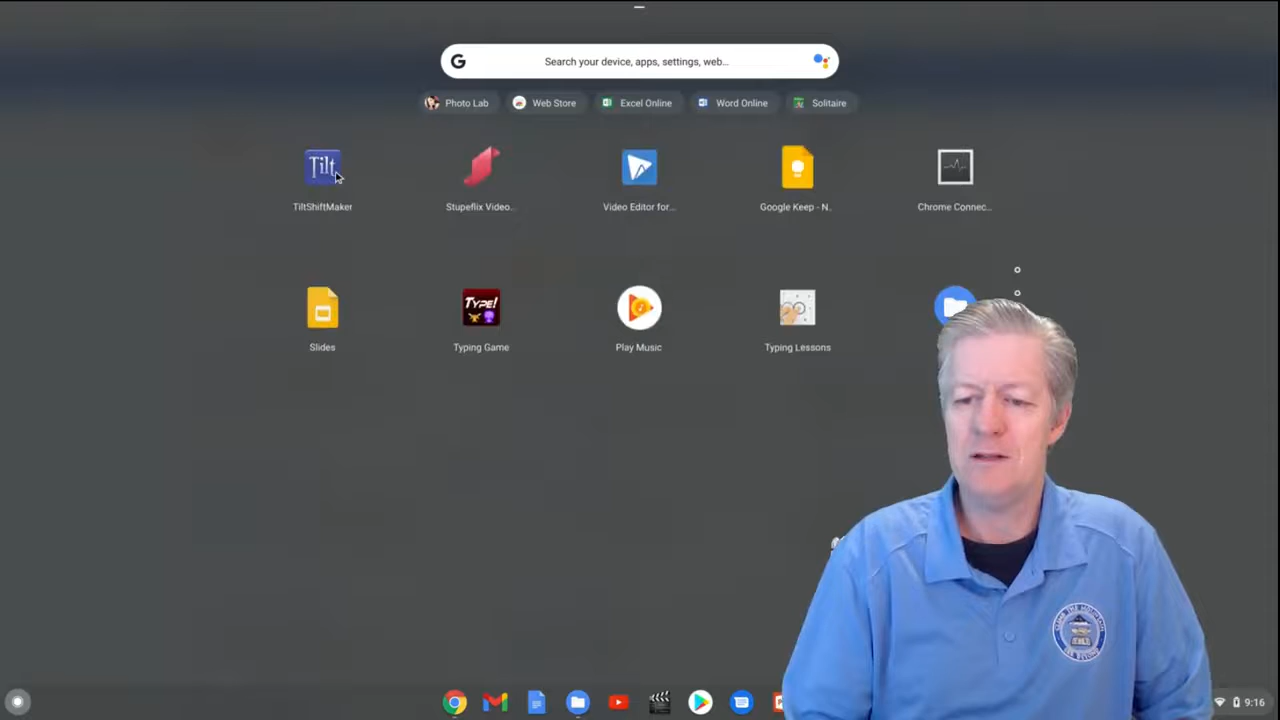 G Search your device, apps, settings, web...
Photo Lab Web Store Excel Online Word Online Solitaire
Tilt
TiltShiftMaker Stupeflix Video... Video Editor for... Google Keep - N... Chrome Connec...
TYPE!
Slides Typing Game Play Music Typing Lessons
9:16